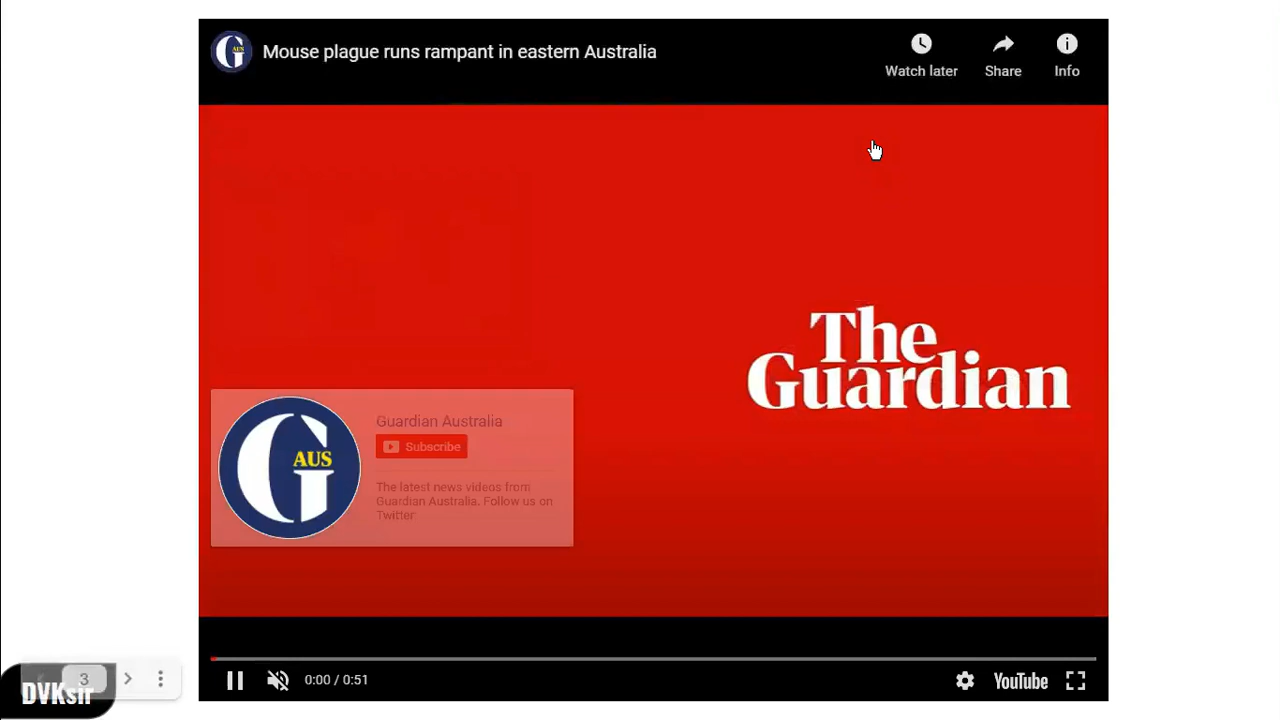 Mouse plague runs rampant in eastern Australia
Watch later
Share
Info
The
Guardian
G AUS
Guardian Australia
Subscribe
The latest news videos from
Guardian Australia. Follow us on
Twitter
AUS
G
0:00 / 0:51
YouTube
3
DVKsir